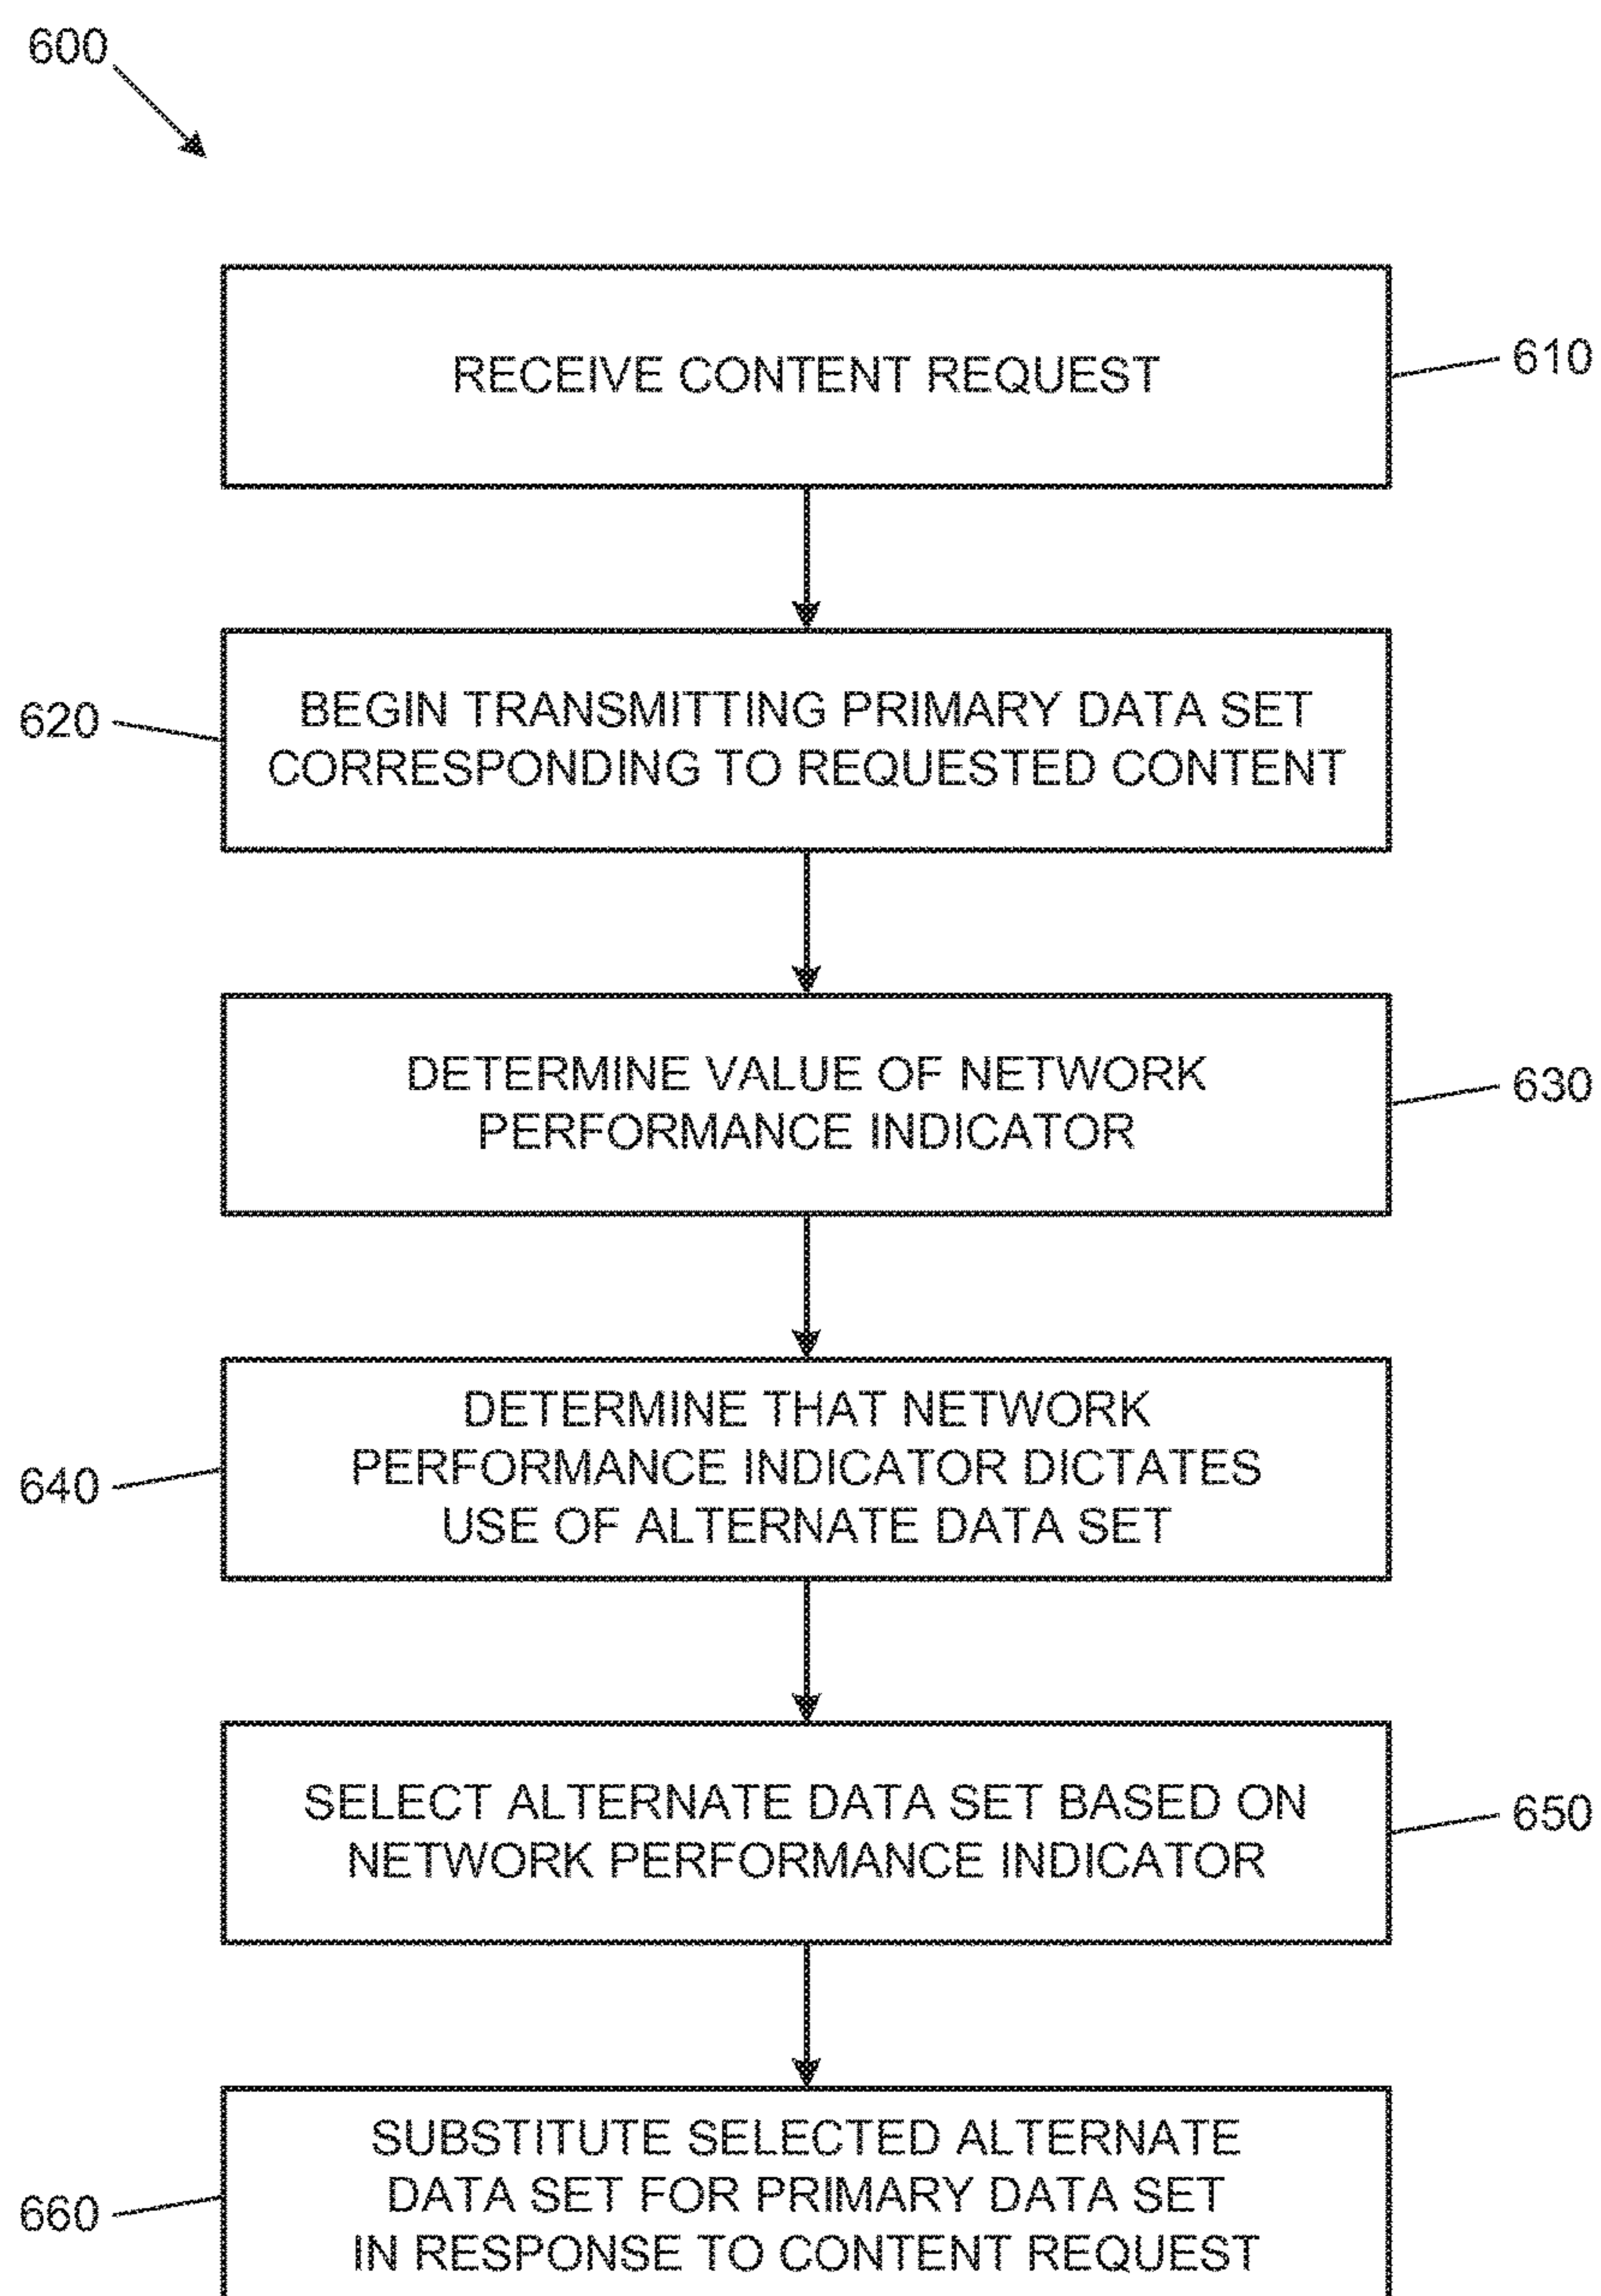 600
RECEIVE CONTENT REQUEST
610
BEGIN TRANSMITTING PRIMARY DATA SET
CORRESPONDING TO REQUESTED CONTENT
620
DETERMINE VALUE OF NETWORK
PERFORMANCE INDICATOR
630
DETERMINE THAT NETWORK
PERFORMANCE INDICATOR DICTATES
USE OF ALTERNATE DATA SET
640
SELECT ALTERNATE DATA SET BASED ON
NETWORK PERFORMANCE INDICATOR
650
SUBSTITUTE SELECTED ALTERNATE
DATA SET FOR PRIMARY DATA SET
IN RESPONSE TO CONTENT REQUEST
660